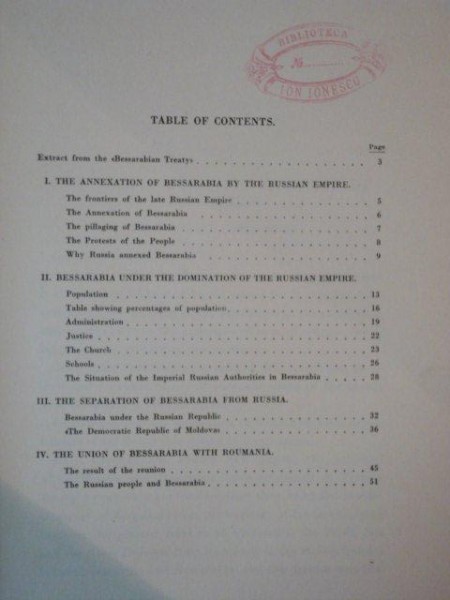 BIBLIOTECA
№
ION IONESCU
TABLE OF CONTENTS.
Page
Extract from the «Bessarabian Treaty» . . . . . . . . . . . . . . . 3
I. THE ANNEXATION OF BESSARABIA BY THE RUSSIAN EMPIRE.
The frontiers of the late Russian Empire . . . . . . . . . . . . 5
The Annexation of Bessarabia . . . . . . . . . . . . . . . 6
The pillaging of Bessarabia . . . . . . . . . . . . . . . . 7
The Protests of the People . . . . . . . . . . . . . . . . 8
Why Russia annexed Bessarabia . . . . . . . . . . . . . . 9
II. BESSARABIA UNDER THE DOMINATION OF THE RUSSIAN EMPIRE.
Population . . . . . . . . . . . . . . . . . . . . . . 13
Table showing percentages of population . . . . . . . . . . . . 16
Administration . . . . . . . . . . . . . . . . . . . . . 19
Justice . . . . . . . . . . . . . . . . . . . . . . . 22
The Church . . . . . . . . . . . . . . . . . . . . . . 23
Schools . . . . . . . . . . . . . . . . . . . . . . . 26
The Situation of the Imperial Russian Authorities in Bessarabia . . . . . 28
III. THE SEPARATION OF BESSARABIA FROM RUSSIA.
Bessarabia under the Russian Republic . . . . . . . . . . . . 32
«The Democratic Republic of Moldova» . . . . . . . . . . . . 36
IV. THE UNION OF BESSARABIA WITH ROUMANIA.
The result of the reunion . . . . . . . . . . . . . . . . . 45
The Russian people and Bessarabia . . . . . . . . . . . . . . 51